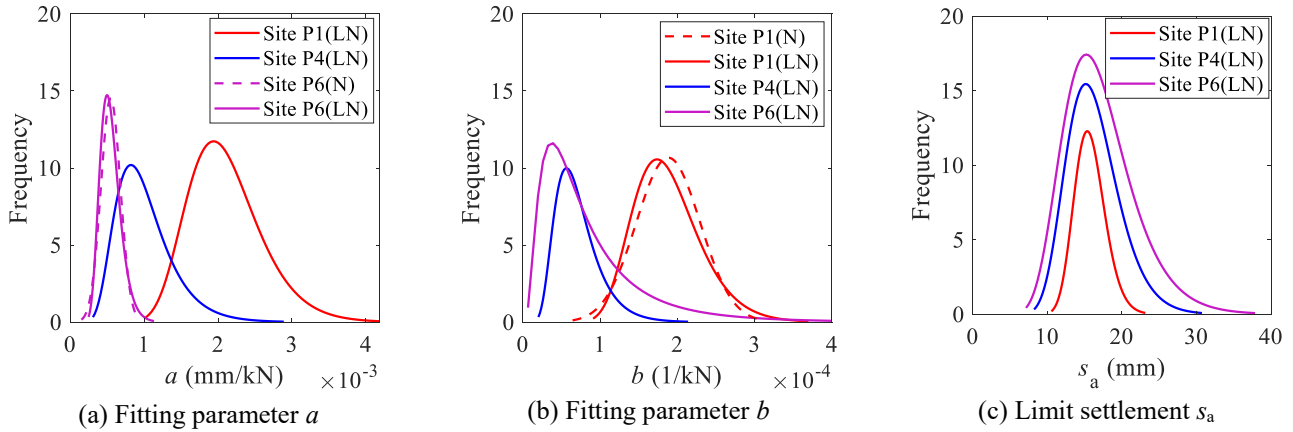 20
15
10
5
0
Frequency
Site P1(LN)
Site P4(LN)
Site P6(N)
Site P6(LN)
0 1 2 3 4
a (mm/kN) ×10⁻³
(a) Fitting parameter a
20
15
10
5
0
Frequency
Site P1(N)
Site P1(LN)
Site P4(LN)
Site P6(LN)
0 1 2 3 4
b (1/kN) ×10⁻⁴
(b) Fitting parameter b
20
15
10
5
0
Frequency
Site P1(LN)
Site P4(LN)
Site P6(LN)
0 10 20 30 40
sₐ (mm)
(c) Limit settlement sₐ